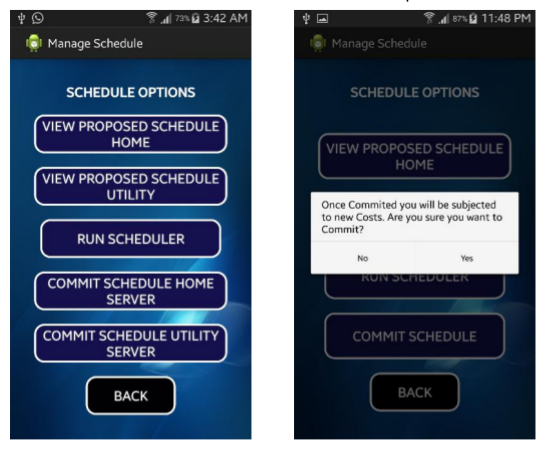 73% 3:42 AM
Manage Schedule
SCHEDULE OPTIONS
VIEW PROPOSED SCHEDULE
HOME
VIEW PROPOSED SCHEDULE
UTILITY
RUN SCHEDULER
COMMIT SCHEDULE HOME
SERVER
COMMIT SCHEDULE UTILITY
SERVER
BACK
87% 11:48 PM
Manage Schedule
SCHEDULE OPTIONS
VIEW PROPOSED SCHEDULE
HOME
Once Commited you will be subjected
to new Costs. Are you sure you want to
Commit?
No Yes
RUN SCHEDULER
COMMIT SCHEDULE
BACK